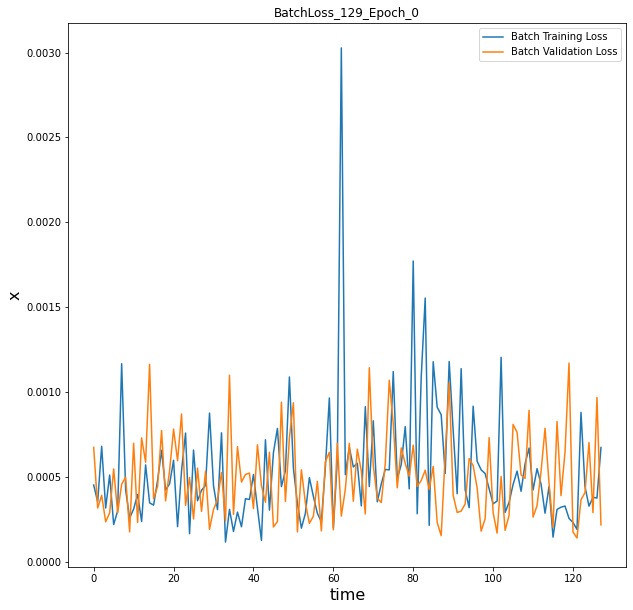 BatchLoss_129_Epoch_0
Batch Training Loss
Batch Validation Loss
0.0030
0.0025
0.0020
0.0015
0.0010
0.0005
0.0000
x
0 20 40 60 80 100 120
time